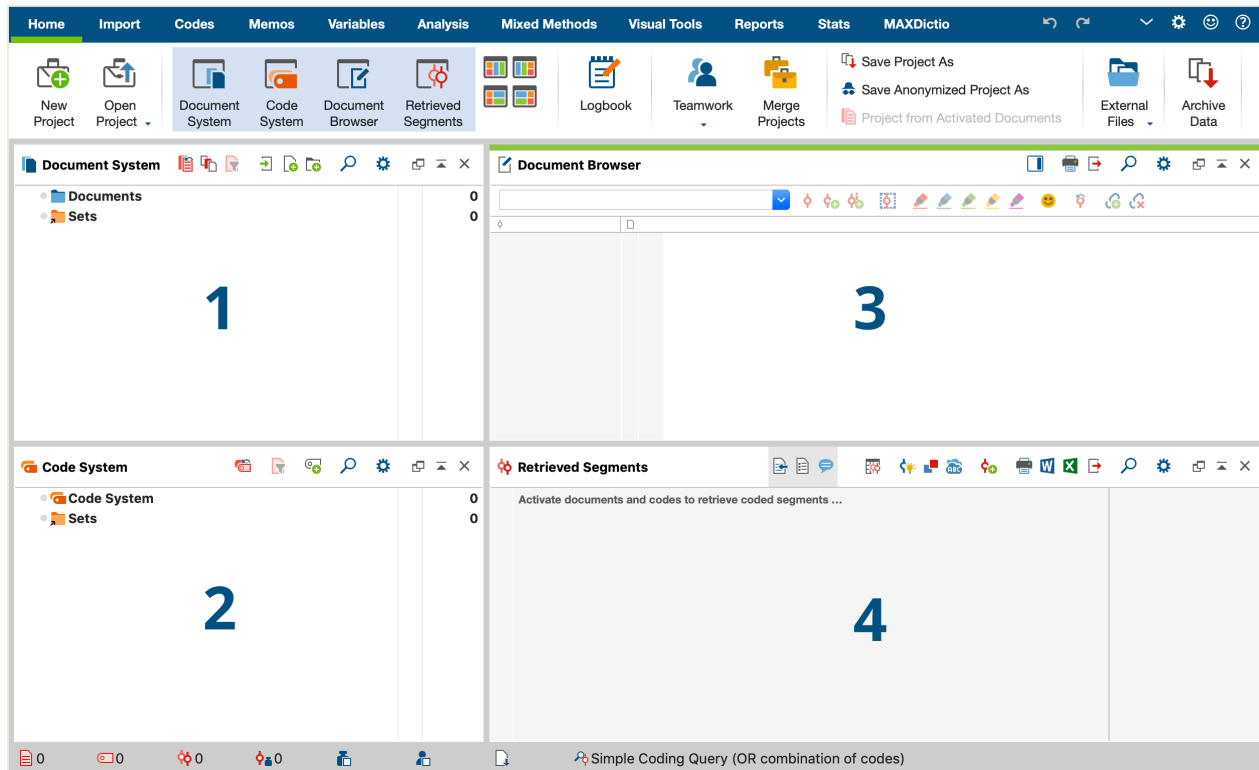 Home Import Codes Memos Variables Analysis Mixed Methods Visual Tools Reports Stats MAXDictio
New Project
Open Project
Document System
Code System
Document Browser
Retrieved Segments
Logbook
Teamwork
Merge Projects
Save Project As
Save Anonymized Project As
Project from Activated Documents
External Files
Archive Data
Document System
Documents 0
Sets 0
1
Document Browser
3
Code System
Code System 0
Sets 0
2
Retrieved Segments
ABC
W
X
Activate documents and codes to retrieve coded segments ...
4
0 0 0 0 Simple Coding Query (OR combination of codes)